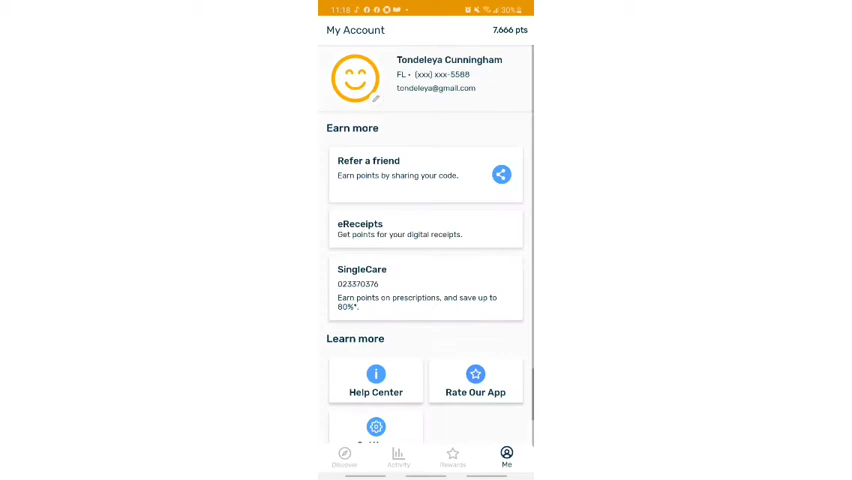 11:18
30%
My Account
7,666 pts
Tondeleya Cunningham
FL • (xxx) xxx-5588
tondeleya@gmail.com
Earn more
Refer a friend
Earn points by sharing your code.
eReceipts
Get points for your digital receipts.
SingleCare
023370376
Earn points on prescriptions, and save up to
80%*.
Learn more
Help Center
Rate Our App
Discover
Activity
Rewards
Me